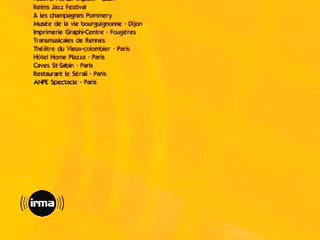 Reims Jazz Festival
& les champagnes Pommery
Musée de la vie bourguignonne - Dijon
Imprimerie Graphi-Centre - Fougères
Transmusicales de Rennes
Théâtre du Vieux-colombier - Paris
Hôtel Home Plazza - Paris
Caves St-Sabin - Paris
Restaurant le Sérail - Paris
ANPE Spectacle - Paris
irma